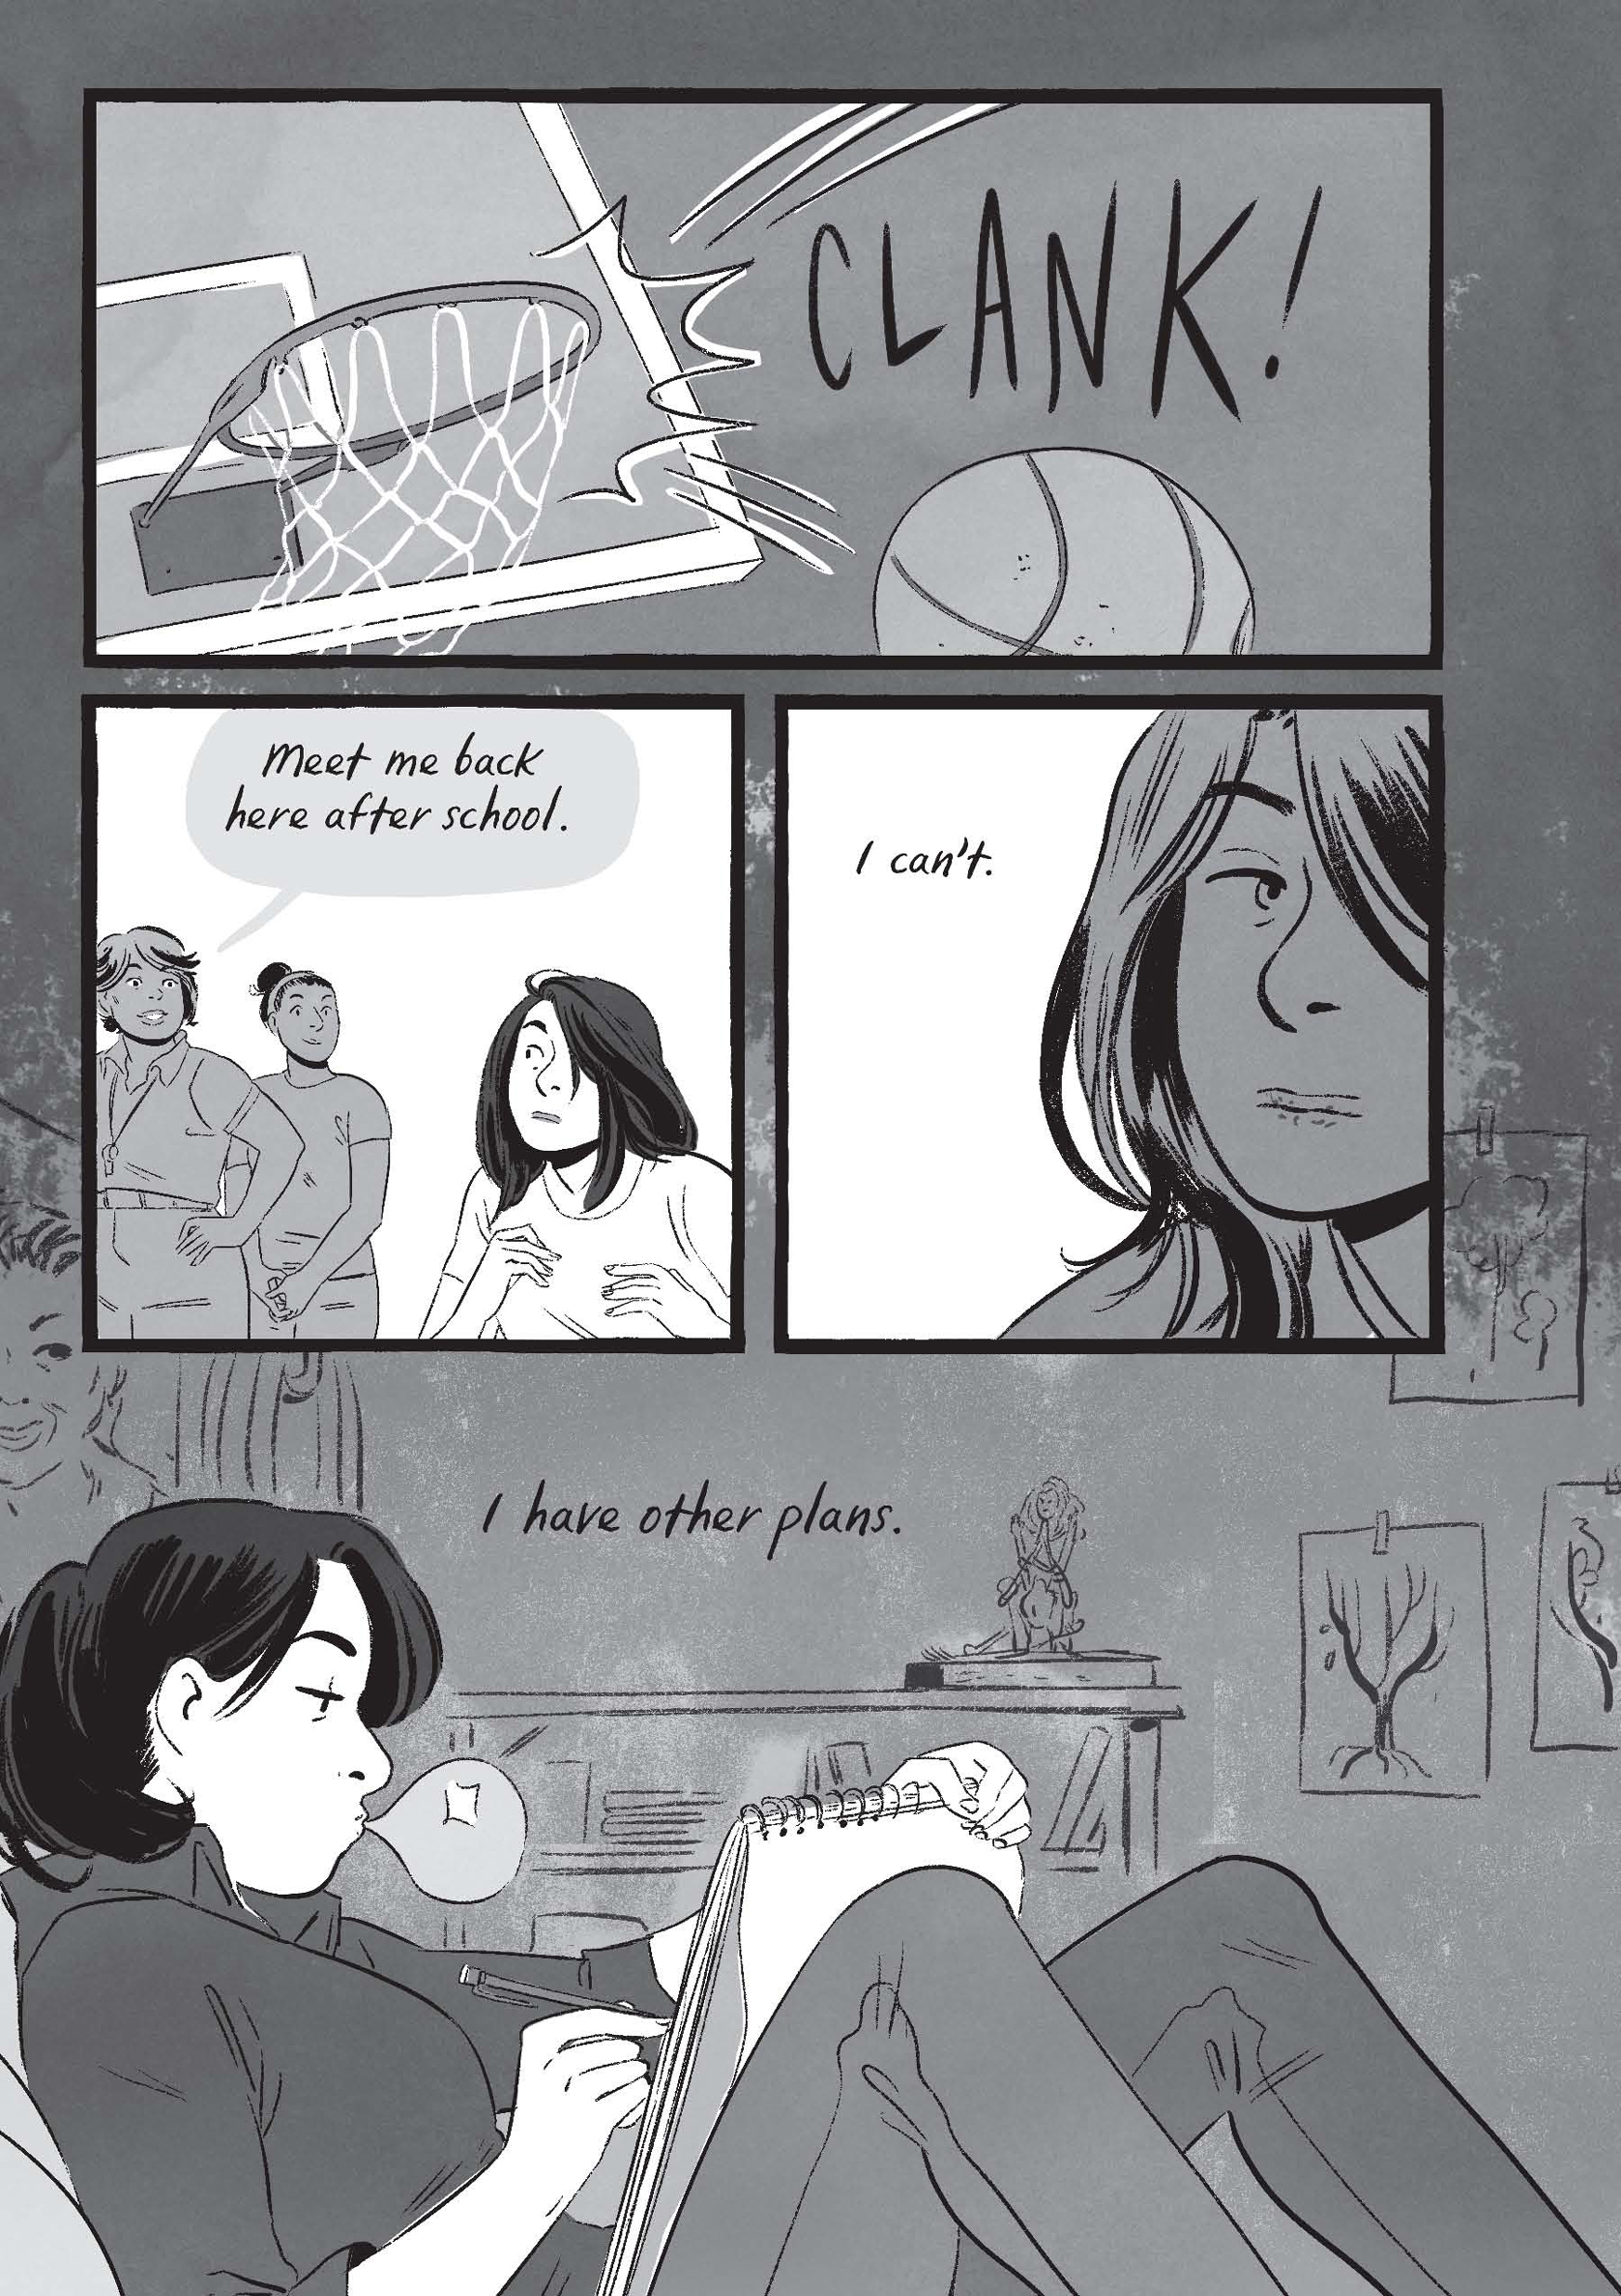 CLANK!
Meet me back
here after school.
I can't.
I have other plans.